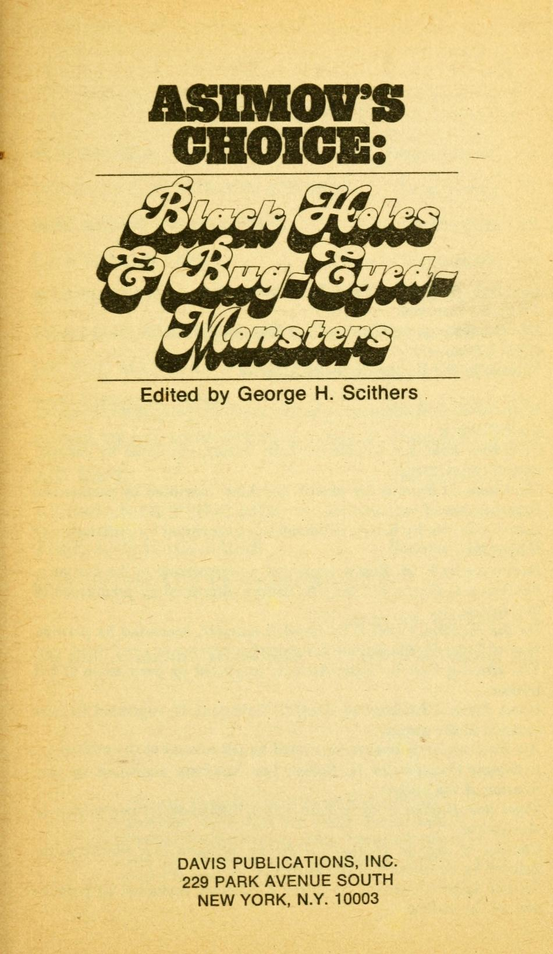 ASIMOV'S
CHOICE:
Black Holes
& Bug-Eyed-
Monsters
Edited by George H. Scithers
DAVIS PUBLICATIONS, INC.
229 PARK AVENUE SOUTH
NEW YORK, N.Y. 10003